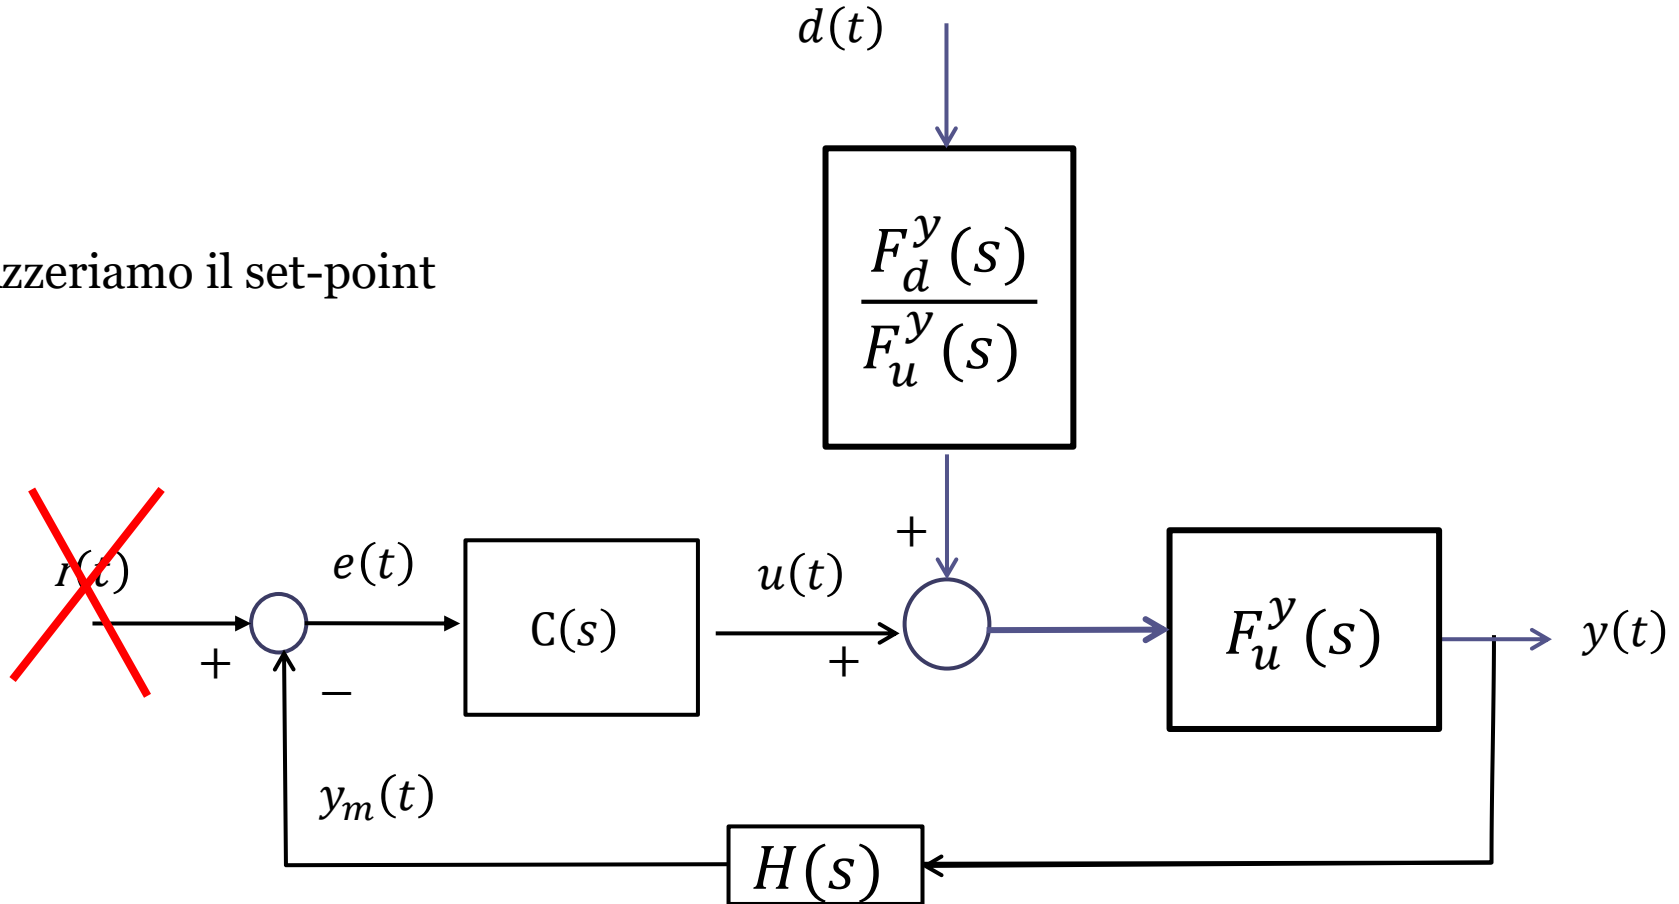 d(t)
F_d^y(s)
F_u^y(s)
zzeriamo il set-point
r(t)
e(t)
C(s)
u(t)
+
F_u^y(s)
y(t)
+
−
+
y_m(t)
H(s)